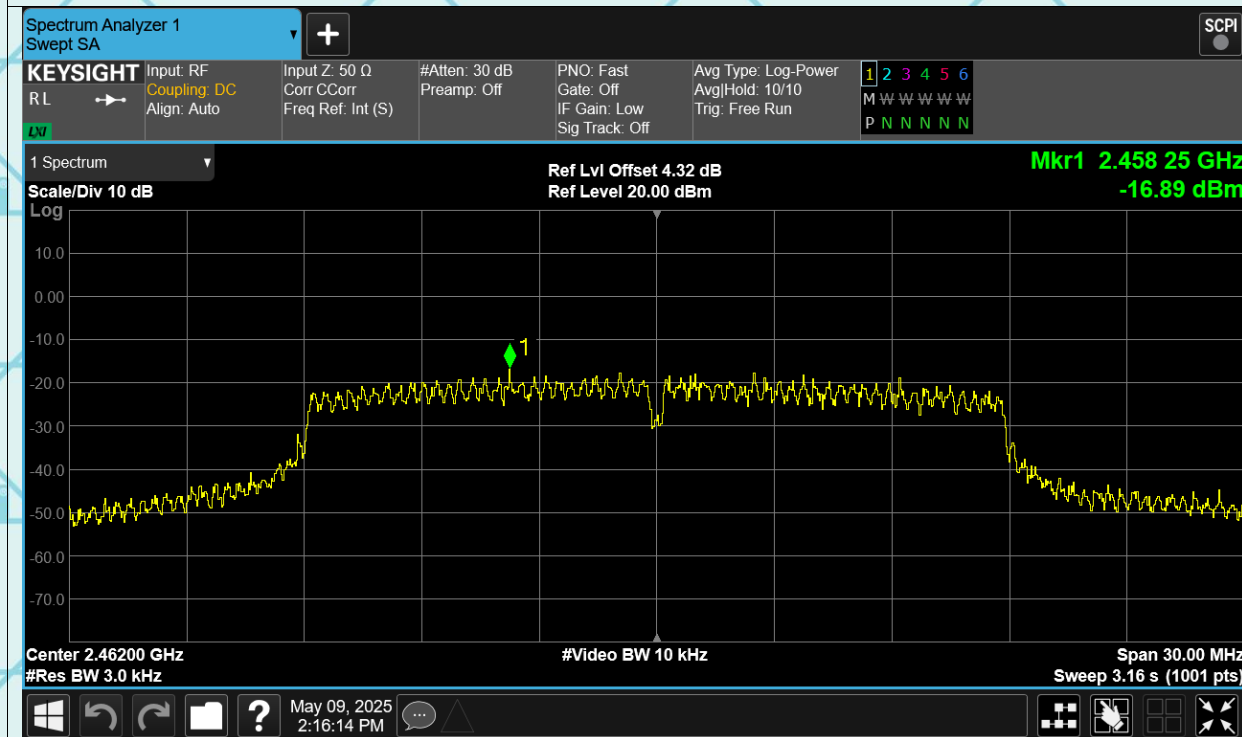 Spectrum Analyzer 1
Swept SA
+
SCPI
KEYSIGHT
RL
LXI
Input: RF
Coupling: DC
Align: Auto
Input Z: 50 Ω
Corr CCorr
Freq Ref: Int (S)
#Atten: 30 dB
Preamp: Off
PNO: Fast
Gate: Off
IF Gain: Low
Sig Track: Off
Avg Type: Log-Power
Avg|Hold: 10/10
Trig: Free Run
1 2 3 4 5 6
M W W W W W
P N N N N N
1 Spectrum
Scale/Div 10 dB
Log
Ref Lvl Offset 4.32 dB
Ref Level 20.00 dBm
Mkr1 2.458 25 GHz
-16.89 dBm
10.0
0.00
-10.0
1
-20.0
-30.0
-40.0
-50.0
-60.0
-70.0
Center 2.46200 GHz
#Video BW 10 kHz
Span 30.00 MHz
#Res BW 3.0 kHz
Sweep 3.16 s (1001 pts)
?
May 09, 2025
2:16:14 PM